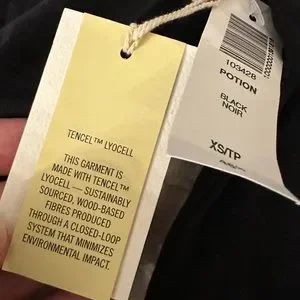 TENCEL™ LYOCELL
THIS GARMENT IS
MADE WITH TENCEL™
LYOCELL — SUSTAINABLY
SOURCED, WOOD-BASED
FIBRES PRODUCED
THROUGH A CLOSED-LOOP
SYSTEM THAT MINIMIZES
ENVIRONMENTAL IMPACT.
103428
POTION
BLACK
NOIR
XS/TP